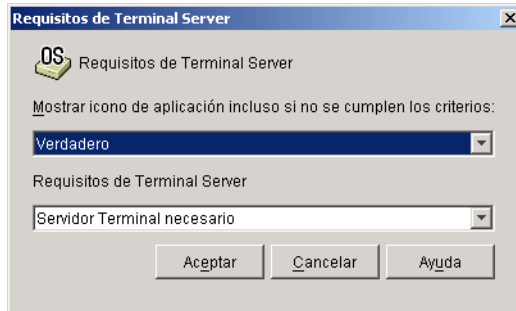 Requisitos de Terminal Server
OS
Requisitos de Terminal Server
Mostrar icono de aplicación incluso si no se cumplen los criterios:
Verdadero
Requisitos de Terminal Server
Servidor Terminal necesario
Aceptar Cancelar Ayuda